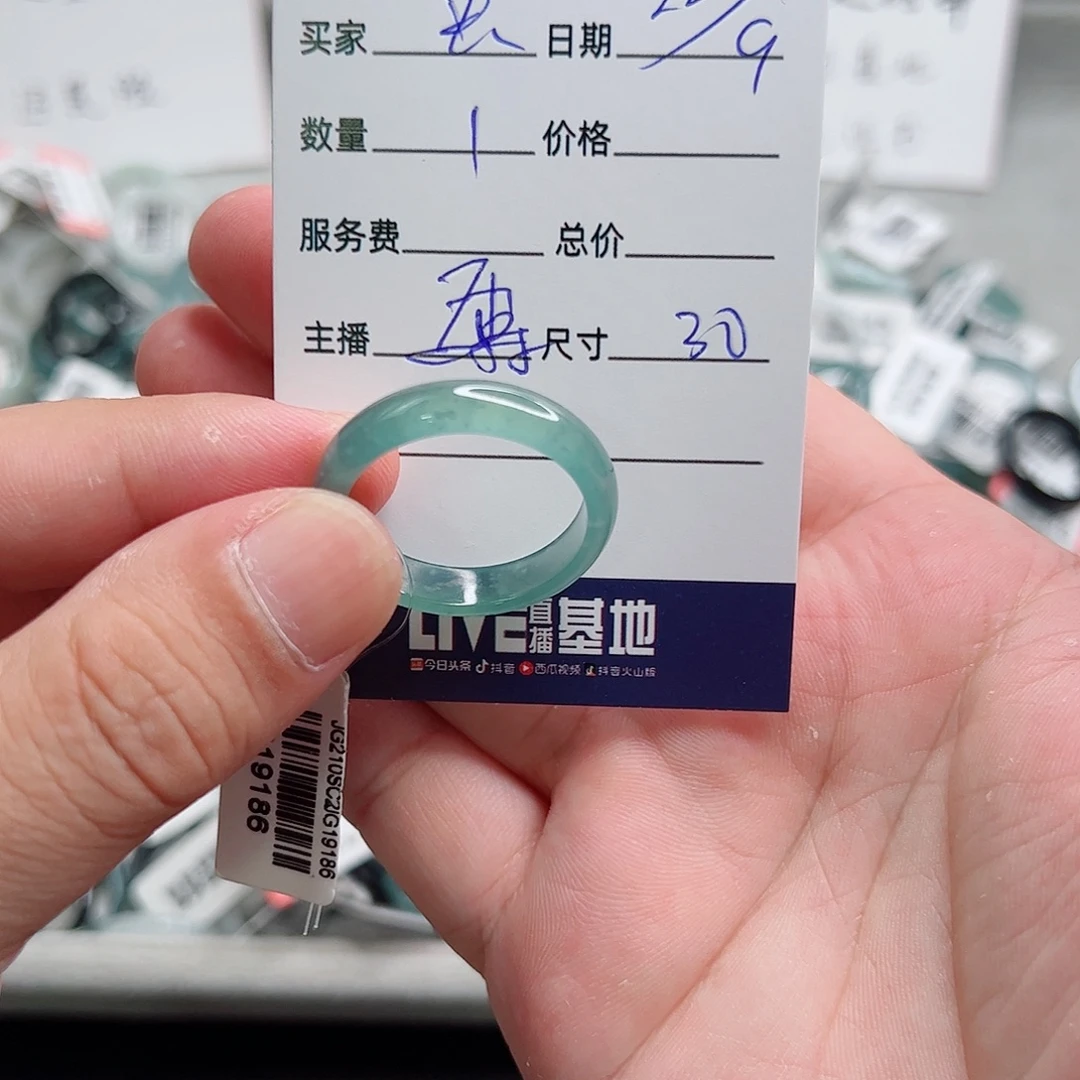 买家 日期 9
数量 1 价格
服务费 总价
主播 尺寸 30
LIVE直播基地
今日头条 抖音 西瓜视频 抖音火山版
JG210SC2IG19186
19186